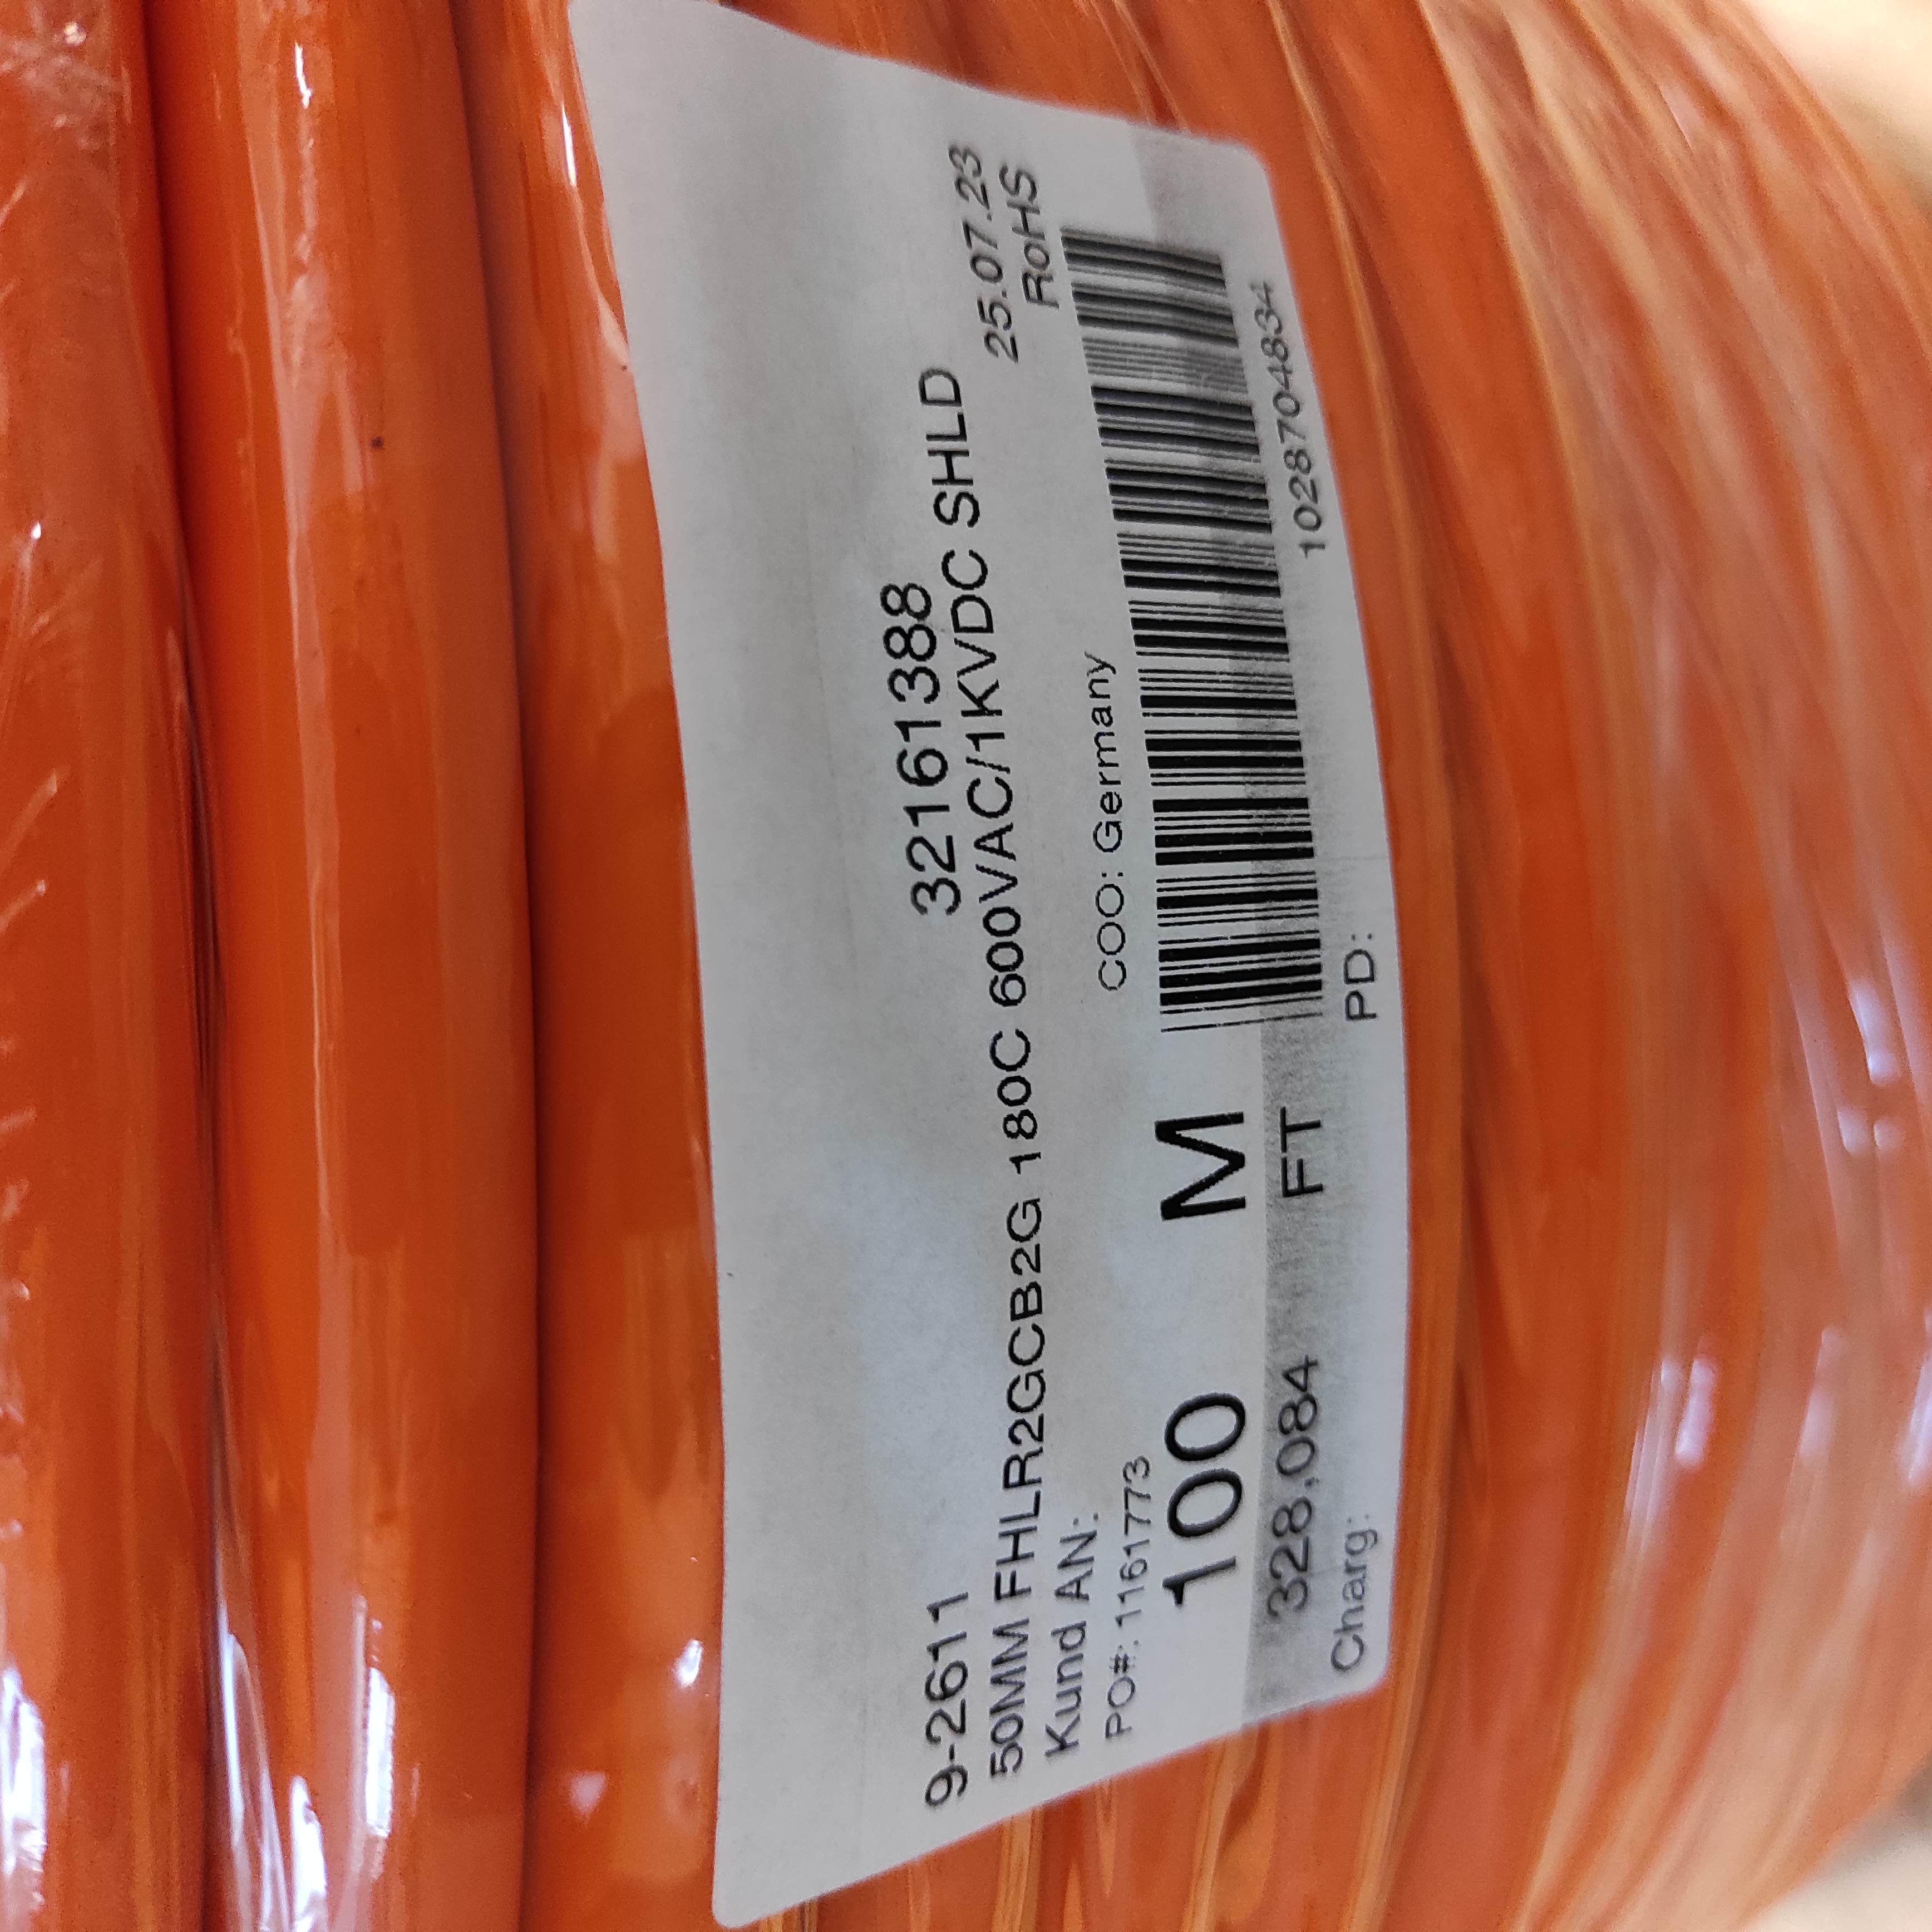 9-2611 32161388
50MM FHLR2GCB2G 180C 600VAC/1KVDC SHLD
Kund AN: 25.07.23
PO#: 1161773 COO: Germany RoHS
100 M
328,084 FT 1028704834
Charg: PD: